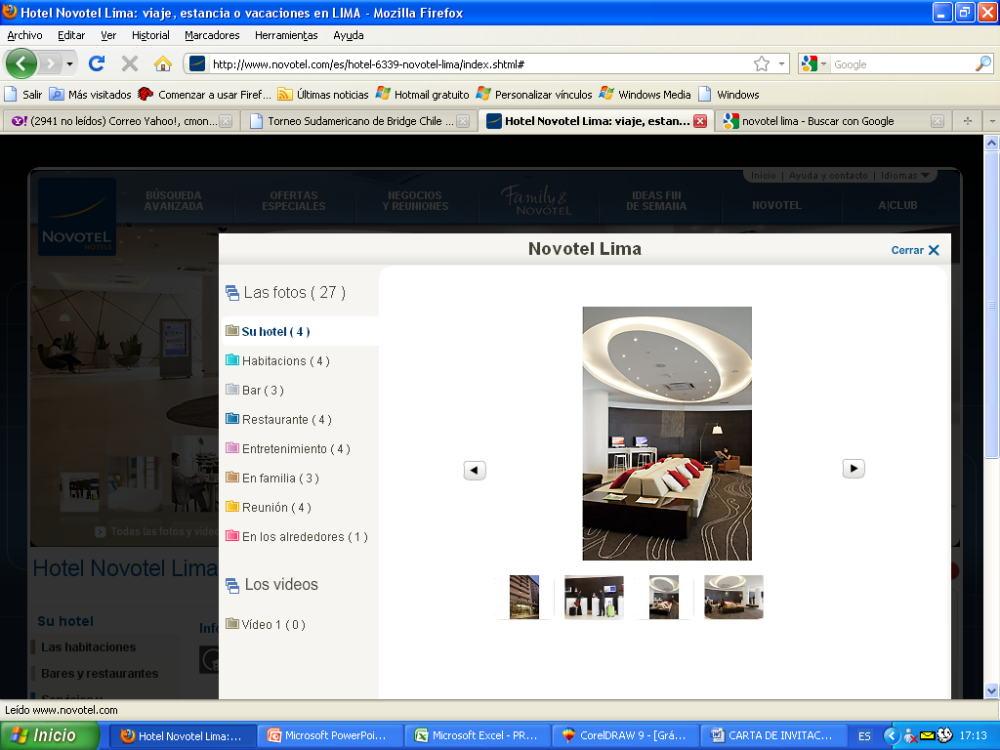 Hotel Novotel Lima: viaje, estancia o vacaciones en LIMA - Mozilla Firefox
Archivo Editar Ver Historial Marcadores Herramientas Ayuda
http://www.novotel.com/es/hotel-6339-novotel-lima/index.shtml#
Google
Salir Más visitados Comenzar a usar Firef... Últimas noticias Hotmail gratuito Personalizar vínculos Windows Media Windows
(2941 no leídos) Correo Yahoo!, cmon... Torneo Sudamericano de Bridge Chile ... Hotel Novotel Lima: viaje, estan... novotel lima - Buscar con Google
Inicio | Ayuda y contacto | Idiomas
NOVOTEL
HOTELS
BÚSQUEDA
AVANZADA
OFERTAS
ESPECIALES
NEGOCIOS
Y REUNIONES
Family &
NOVOTEL
IDEAS FIN
DE SEMANA
NOVOTEL
A|CLUB
Novotel Lima
Cerrar
Las fotos ( 27 )
Su hotel ( 4 )
Habitacions ( 4 )
Bar ( 3 )
Restaurante ( 4 )
Entretenimiento ( 4 )
En familia ( 3 )
Reunión ( 4 )
En los alrededores ( 1 )
Los videos
Vídeo 1 ( 0 )
Todas las fotos y videos
Hotel Novotel Lima
Su hotel
Las habitaciones
Bares y restaurantes
Info
Leído www.novotel.com
Inicio Hotel Novotel Lima:... Microsoft PowerPoi... Microsoft Excel - PR... CorelDRAW 9 - [Grá... CARTA DE INVITAC... ES 17:13